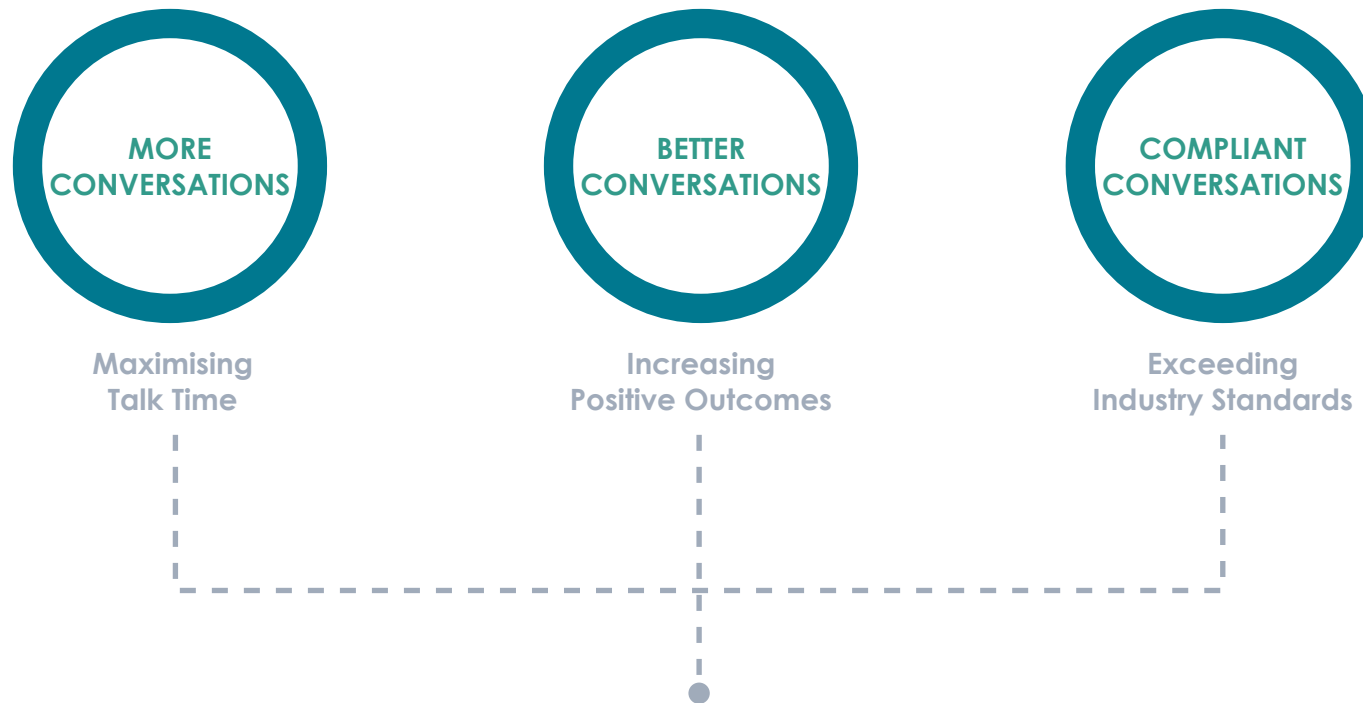 MORE
CONVERSATIONS
BETTER
CONVERSATIONS
COMPLIANT
CONVERSATIONS
Maximising
Talk Time
Increasing
Positive Outcomes
Exceeding
Industry Standards